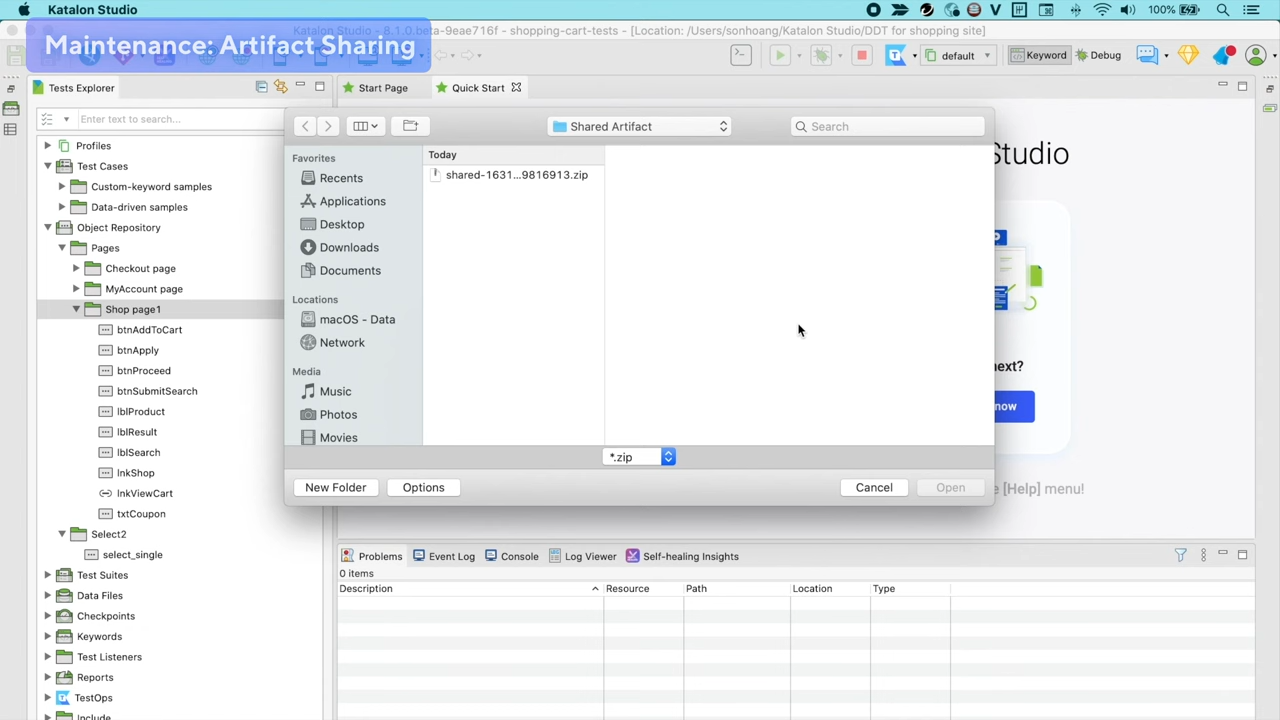 Katalon Studio
100%
Maintenance: Artifact Sharing
Katalon Studio - 8.1.0.beta-9eae716f - shopping-cart-tests - [Location: /Users/sonhoang/Katalon Studio/DDT for shopping site]
default
Keyword
Debug
Tests Explorer
Start Page
Quick Start
Enter text to search...
Profiles
Test Cases
Custom-keyword samples
Data-driven samples
Object Repository
Pages
Checkout page
MyAccount page
Shop page1
btnAddToCart
btnApply
btnProceed
btnSubmitSearch
lblProduct
lblResult
lblSearch
lnkShop
lnkViewCart
txtCoupon
Select2
select_single
Test Suites
Data Files
Checkpoints
Keywords
Test Listeners
Reports
TestOps
Include
Shared Artifact
Search
Favorites
Recents
Applications
Desktop
Downloads
Documents
Locations
macOS - Data
Network
Media
Music
Photos
Movies
Today
shared-1631...9816913.zip
*.zip
New Folder
Options
Cancel
Open
Studio
next?
now
[Help] menu!
Problems
Event Log
Console
Log Viewer
Self-healing Insights
0 items
Description
Resource
Path
Location
Type